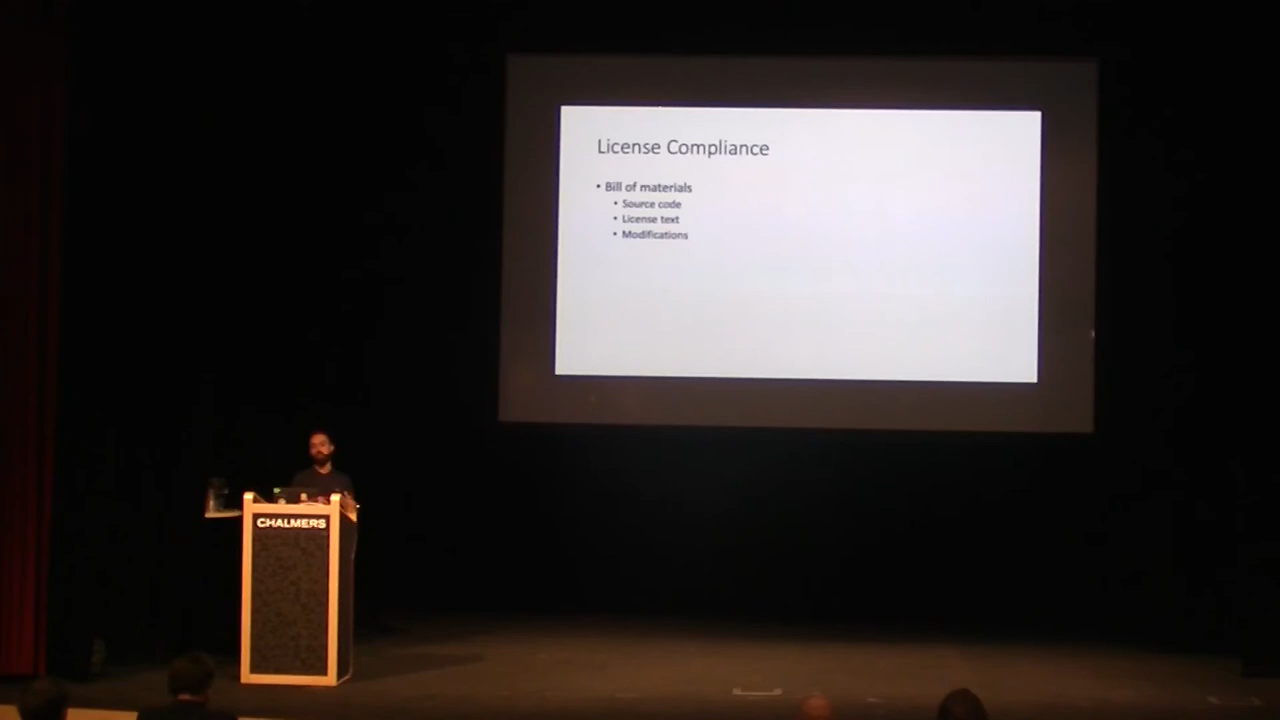 License Compliance
• Bill of materials
• Source code
• License text
• Modifications
CHALMERS